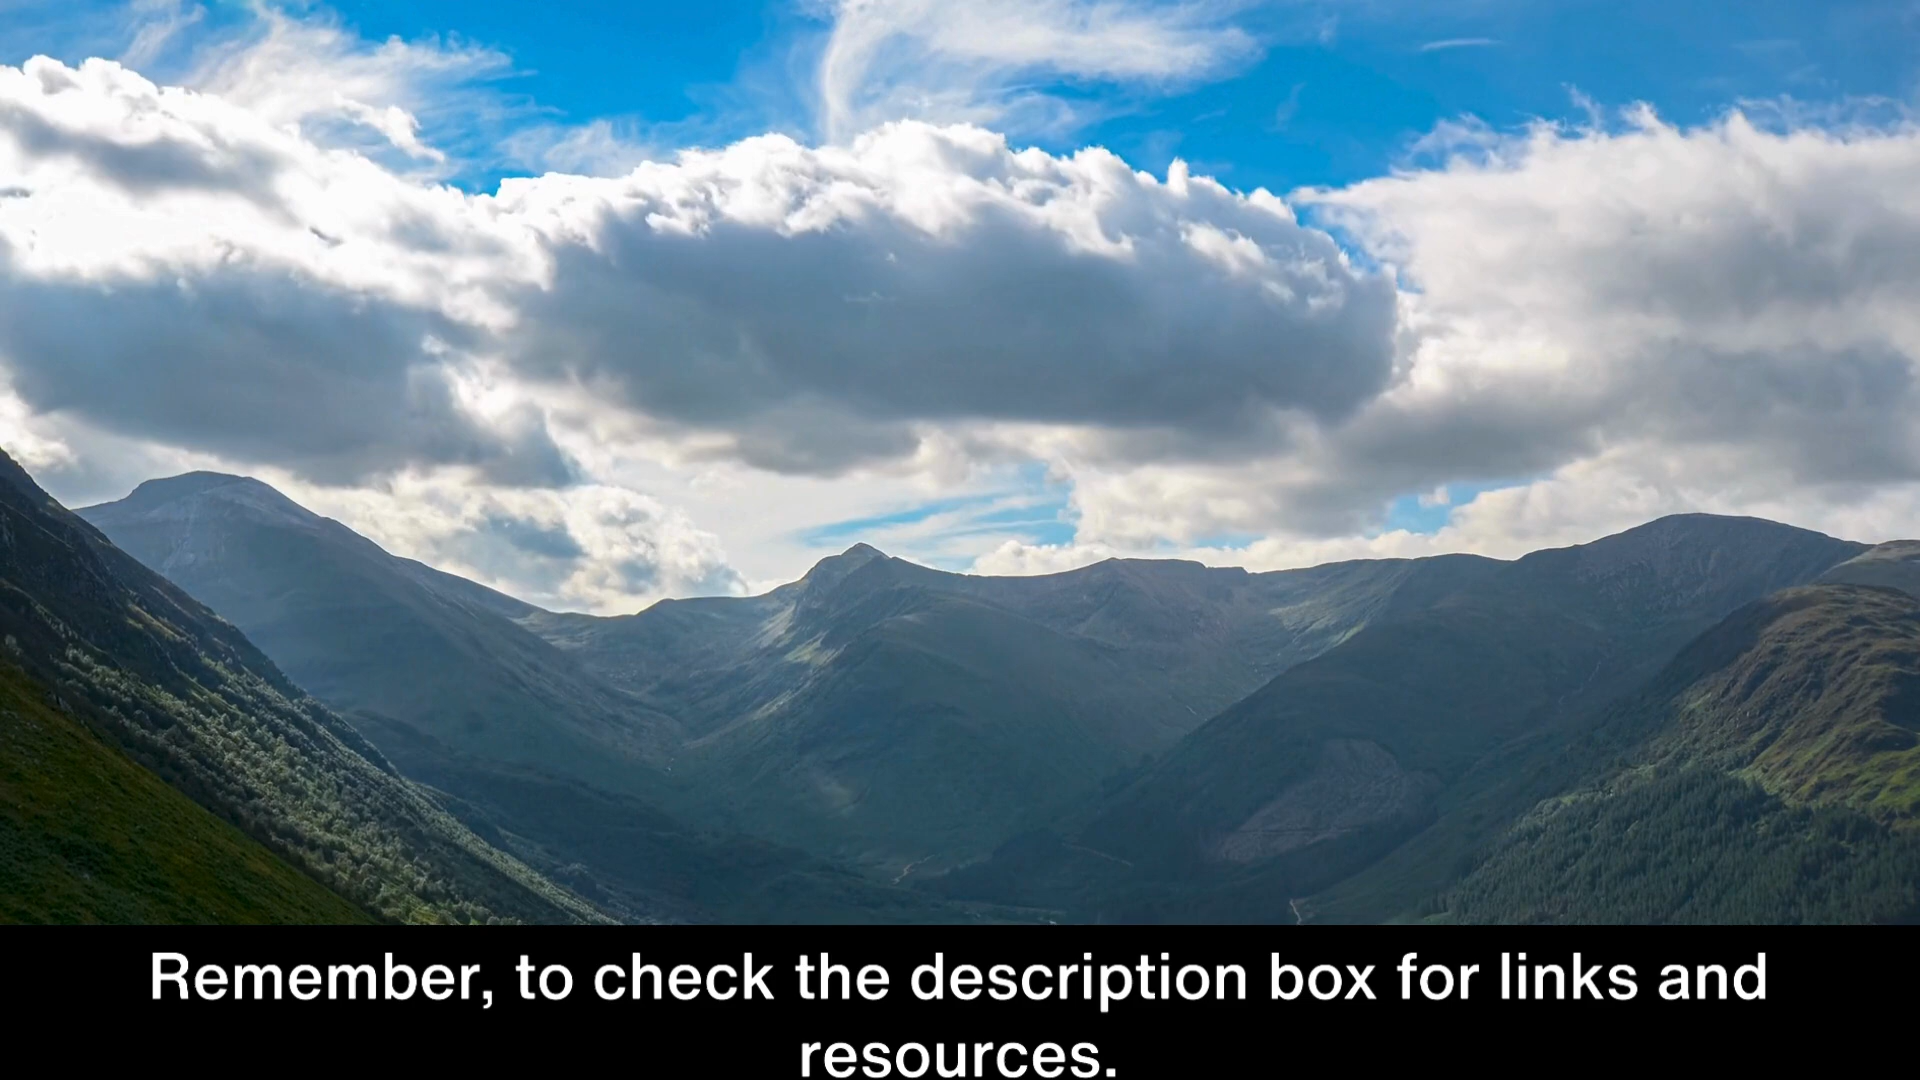 Remember, to check the description box for links and
resources.